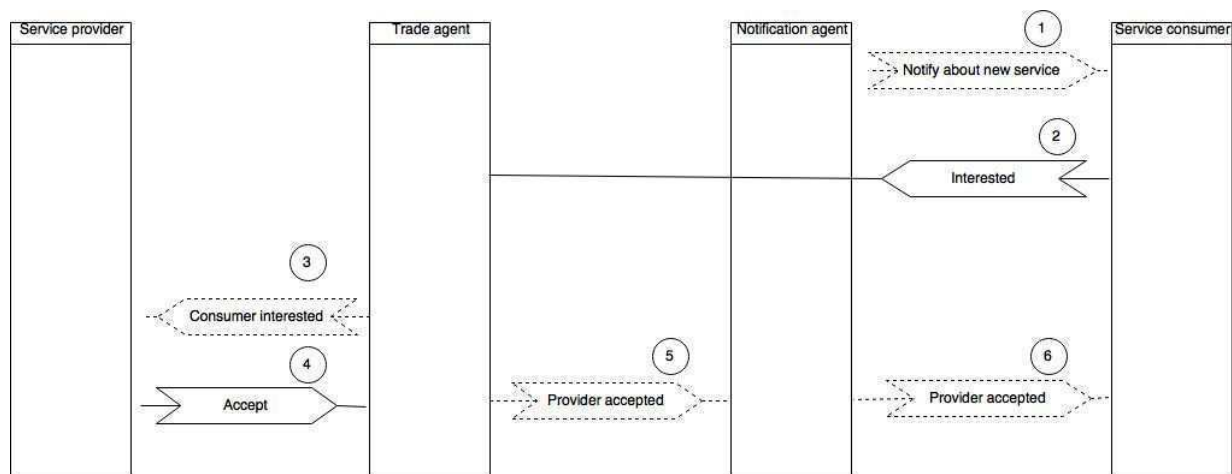 Service provider
Trade agent
Notification agent
Service consumer
1
Notify about new service
2
Interested
3
Consumer interested
4
Accept
5
Provider accepted
6
Provider accepted